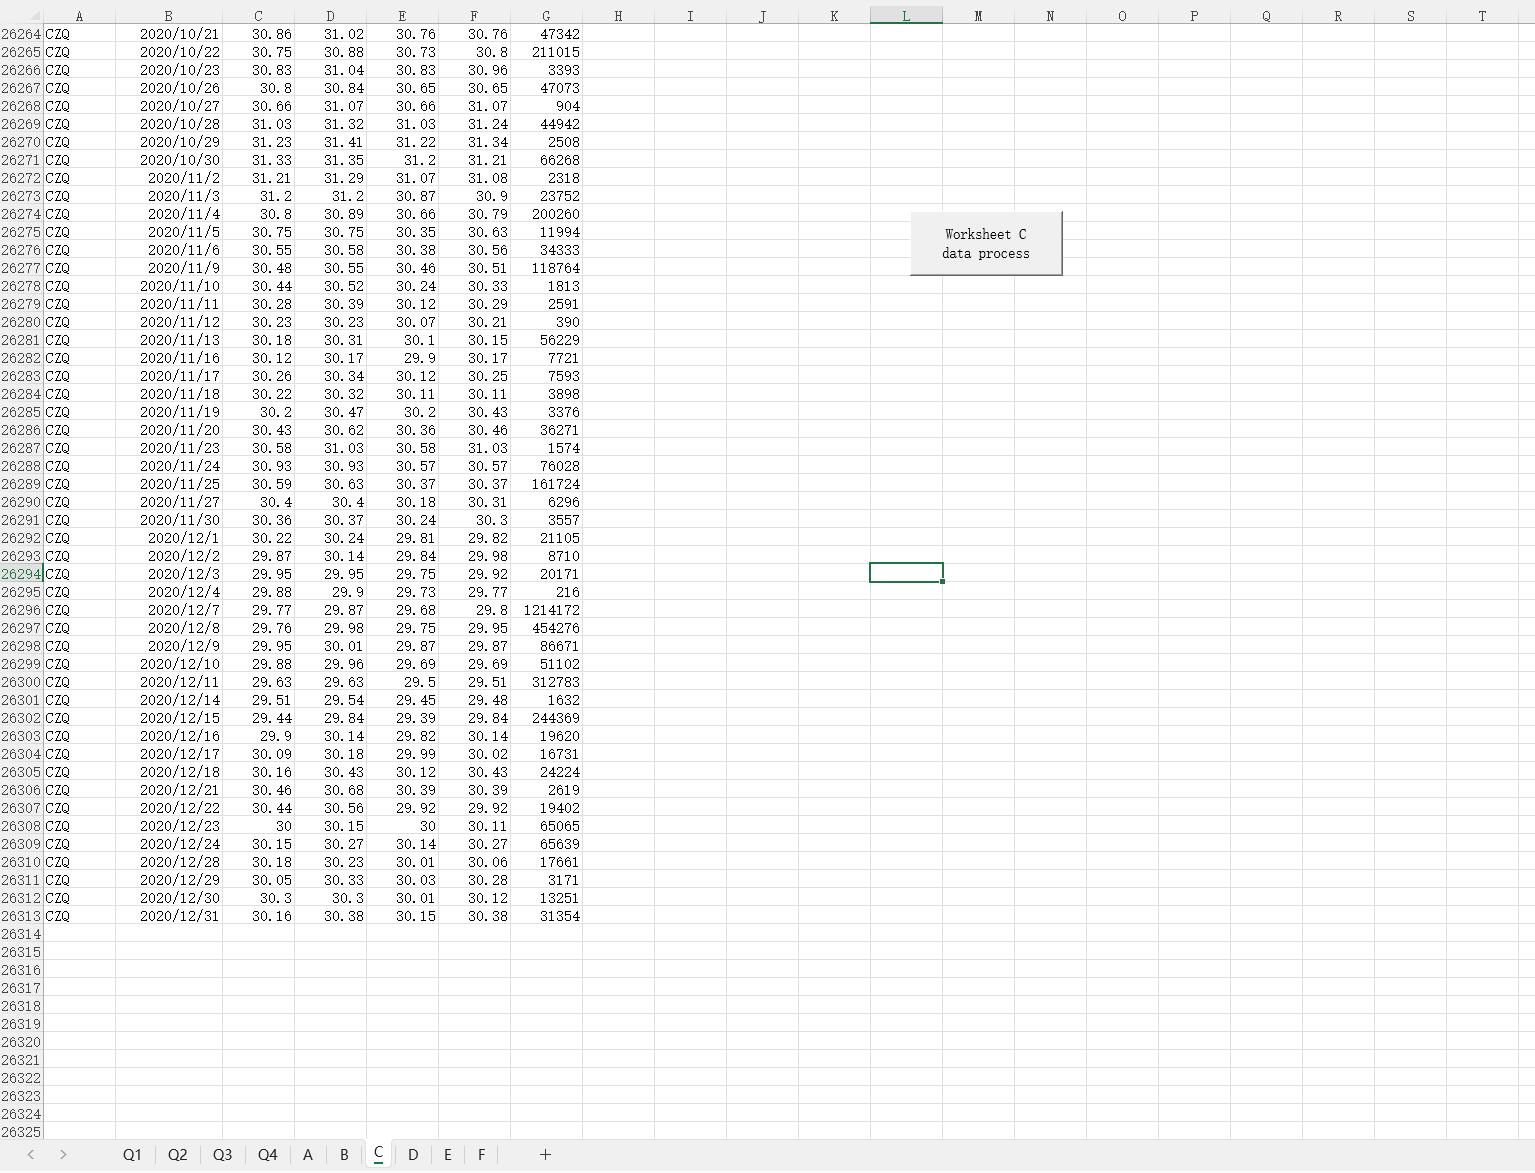 A B C D E F G H I J K L M N O P Q R S T
26264 CZQ 2020/10/21 30.86 31.02 30.76 30.76 47342
26265 CZQ 2020/10/22 30.75 30.88 30.73 30.8 211015
26266 CZQ 2020/10/23 30.83 31.04 30.83 30.96 3393
26267 CZQ 2020/10/26 30.8 30.84 30.65 30.65 47073
26268 CZQ 2020/10/27 30.66 31.07 30.66 31.07 904
26269 CZQ 2020/10/28 31.03 31.32 31.03 31.24 44942
26270 CZQ 2020/10/29 31.23 31.41 31.22 31.34 2508
26271 CZQ 2020/10/30 31.33 31.35 31.2 31.21 66268
26272 CZQ 2020/11/2 31.21 31.29 31.07 31.08 2318
26273 CZQ 2020/11/3 31.2 31.2 30.87 30.9 23752
26274 CZQ 2020/11/4 30.8 30.89 30.66 30.79 200260
26275 CZQ 2020/11/5 30.75 30.75 30.35 30.63 11994
26276 CZQ 2020/11/6 30.55 30.58 30.38 30.56 34333
26277 CZQ 2020/11/9 30.48 30.55 30.46 30.51 118764
26278 CZQ 2020/11/10 30.44 30.52 30.24 30.33 1813
26279 CZQ 2020/11/11 30.28 30.39 30.12 30.29 2591
26280 CZQ 2020/11/12 30.23 30.23 30.07 30.21 390
26281 CZQ 2020/11/13 30.18 30.31 30.1 30.15 56229
26282 CZQ 2020/11/16 30.12 30.17 29.9 30.17 7721
26283 CZQ 2020/11/17 30.26 30.34 30.12 30.25 7593
26284 CZQ 2020/11/18 30.22 30.32 30.11 30.11 3898
26285 CZQ 2020/11/19 30.2 30.47 30.2 30.43 3376
26286 CZQ 2020/11/20 30.43 30.62 30.36 30.46 36271
26287 CZQ 2020/11/23 30.58 31.03 30.58 31.03 1574
26288 CZQ 2020/11/24 30.93 30.93 30.57 30.57 76028
26289 CZQ 2020/11/25 30.59 30.63 30.37 30.37 161724
26290 CZQ 2020/11/27 30.4 30.4 30.18 30.31 6296
26291 CZQ 2020/11/30 30.36 30.37 30.24 30.3 3557
26292 CZQ 2020/12/1 30.22 30.24 29.81 29.82 21105
26293 CZQ 2020/12/2 29.87 30.14 29.84 29.98 8710
26294 CZQ 2020/12/3 29.95 29.95 29.75 29.92 20171
26295 CZQ 2020/12/4 29.88 29.9 29.73 29.77 216
26296 CZQ 2020/12/7 29.77 29.87 29.68 29.8 1214172
26297 CZQ 2020/12/8 29.76 29.98 29.75 29.95 454276
26298 CZQ 2020/12/9 29.95 30.01 29.87 29.87 86671
26299 CZQ 2020/12/10 29.88 29.96 29.69 29.69 51102
26300 CZQ 2020/12/11 29.63 29.63 29.5 29.51 312783
26301 CZQ 2020/12/14 29.51 29.54 29.45 29.48 1632
26302 CZQ 2020/12/15 29.44 29.84 29.39 29.84 244369
26303 CZQ 2020/12/16 29.9 30.14 29.82 30.14 19620
26304 CZQ 2020/12/17 30.09 30.18 29.99 30.02 16731
26305 CZQ 2020/12/18 30.16 30.43 30.12 30.43 24224
26306 CZQ 2020/12/21 30.46 30.68 30.39 30.39 2619
26307 CZQ 2020/12/22 30.44 30.56 29.92 29.92 19402
26308 CZQ 2020/12/23 30 30.15 30 30.11 65065
26309 CZQ 2020/12/24 30.15 30.27 30.14 30.27 65639
26310 CZQ 2020/12/28 30.18 30.23 30.01 30.06 17661
26311 CZQ 2020/12/29 30.05 30.33 30.03 30.28 3171
26312 CZQ 2020/12/30 30.3 30.3 30.01 30.12 13251
26313 CZQ 2020/12/31 30.16 30.38 30.15 30.38 31354
26314
26315
26316
26317
26318
26319
26320
26321
26322
26323
26324
26325
Worksheet C
data process
Q1 Q2 Q3 Q4 A B C D E F +